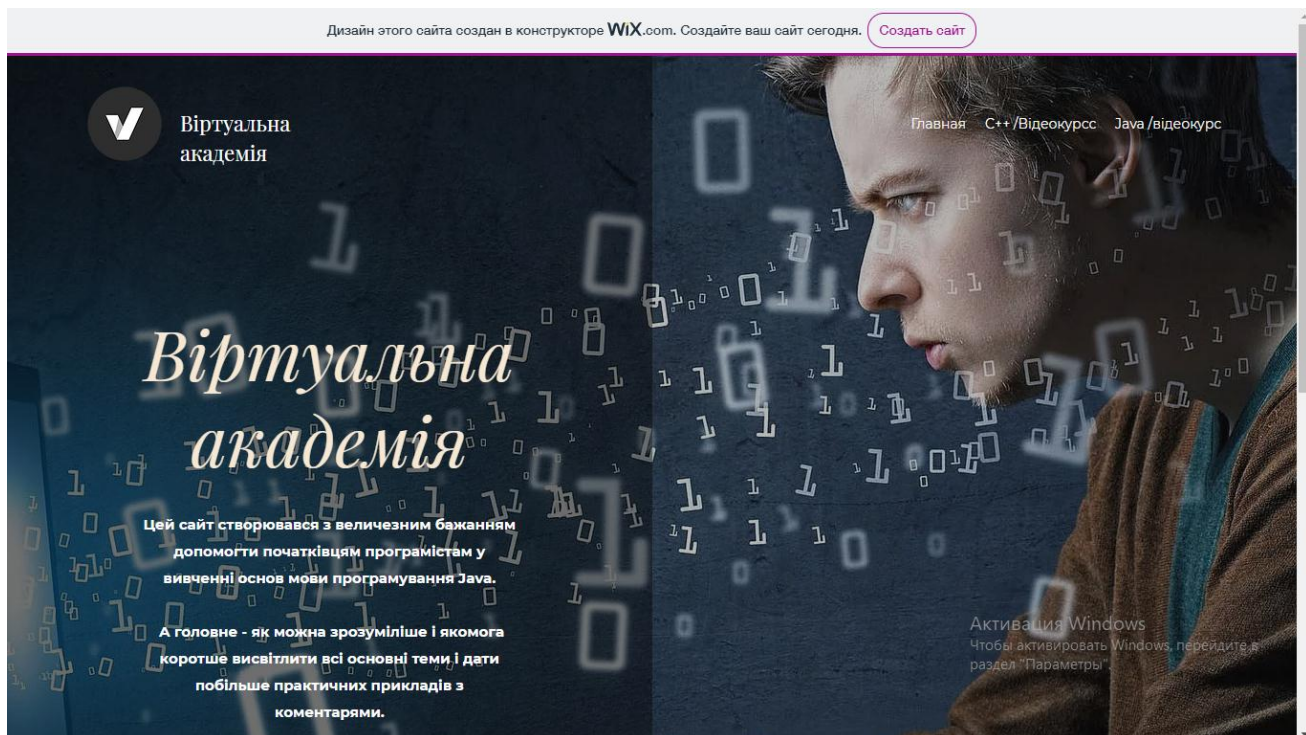 Дизайн этого сайта создан в конструкторе WiX.com. Создайте ваш сайт сегодня. Создать сайт
Віртуальна
академія
Главная C++ /Відеокурсс Java /відеокурс
Віртуальна
академія
Цей сайт створювався з величезним бажанням
допомогти початківцям програмістам у
вивченні основ мови програмування Java.
А головне - як можна зрозуміліше і якомога
коротше висвітлити всі основні теми і дати
побільше практичних прикладів з
коментарями.
Активация Windows
Чтобы активировать Windows, перейдите в
раздел "Параметры".